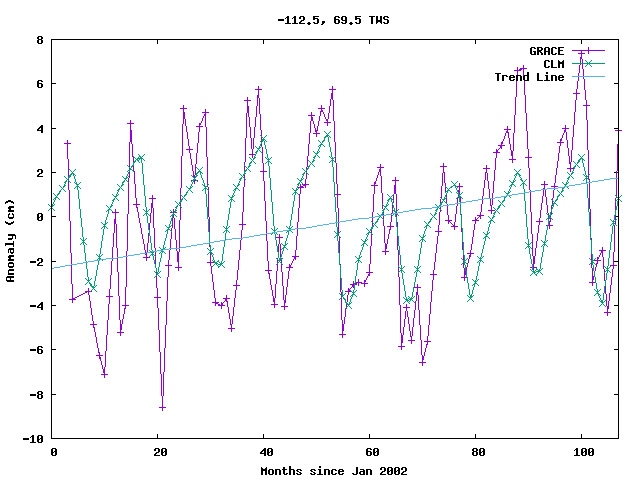 -112.5, 69.5 TWS
GRACE
CLM
Trend Line
8
6
4
2
0
-2
-4
-6
-8
-10
Anomaly (cm)
0 20 40 60 80 100
Months since Jan 2002